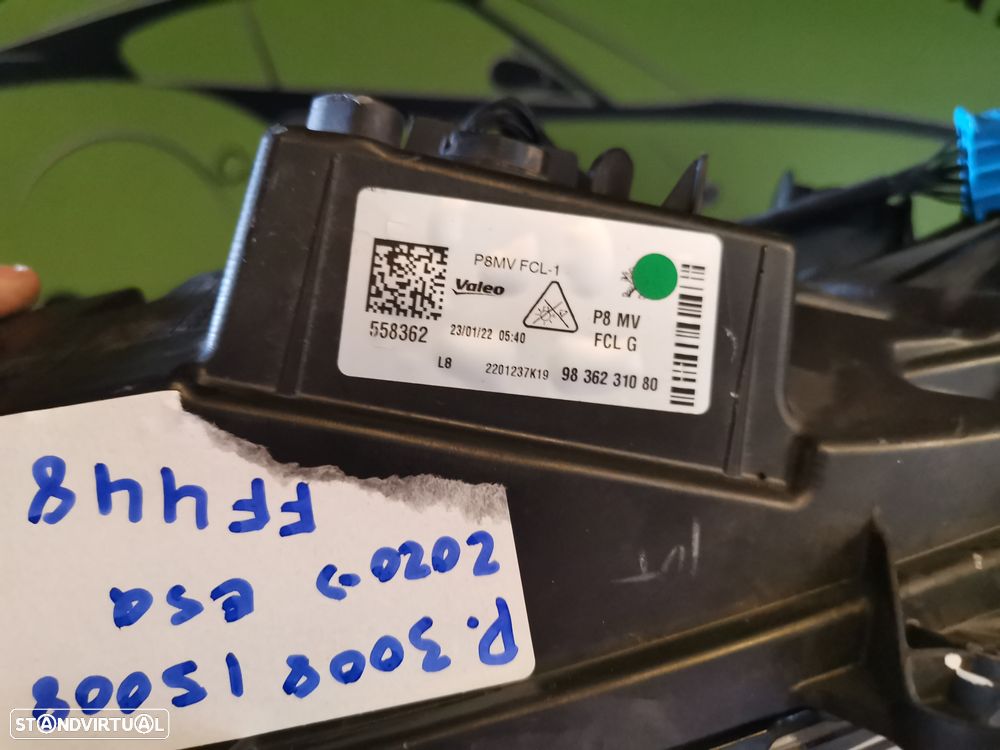 P8MV FCL-1
Valeo
558362
23/01/22 05:40
P8 MV
FCL G
L8
2201237K19
98 362 310 80
P. 3008 15008
ESQ
2020->
FF448
STANDVIRTUAL